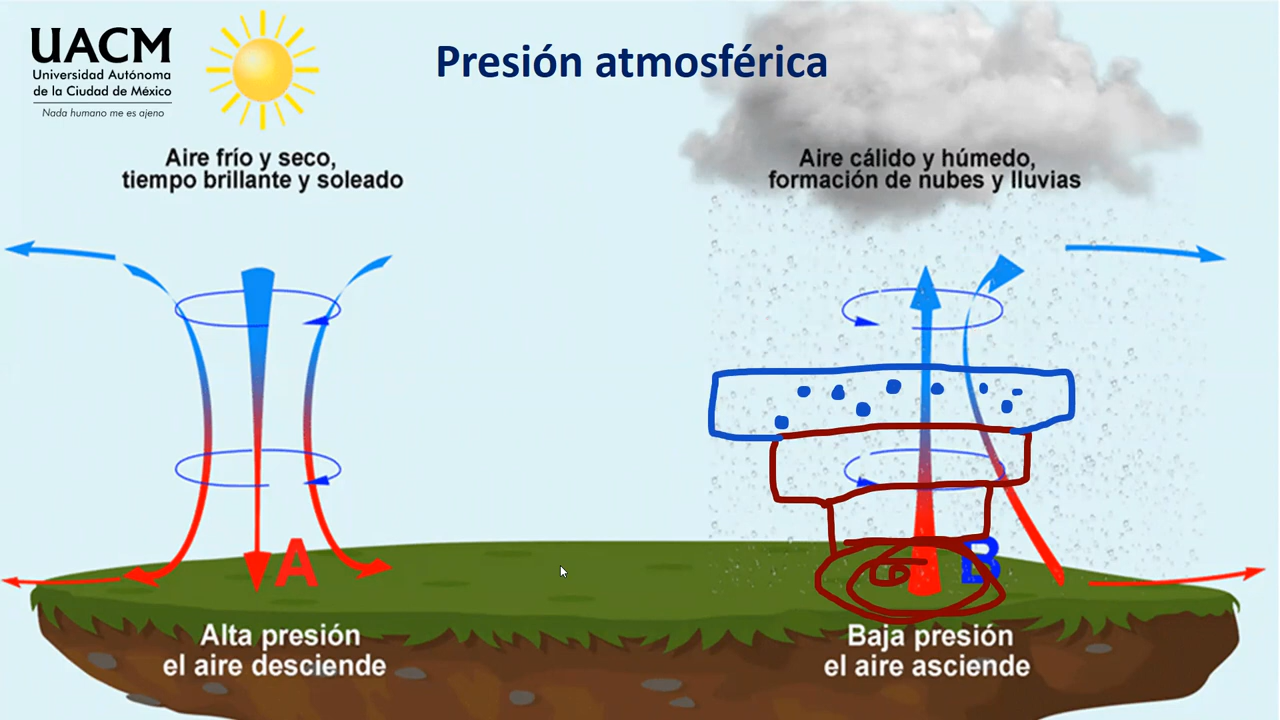 UACM
Universidad Autónoma
de la Ciudad de México
Nada humano me es ajeno
Presión atmosférica
Aire frío y seco,
tiempo brillante y soleado
Aire cálido y húmedo,
formación de nubes y lluvias
A
B
Alta presión
el aire desciende
Baja presión
el aire asciende